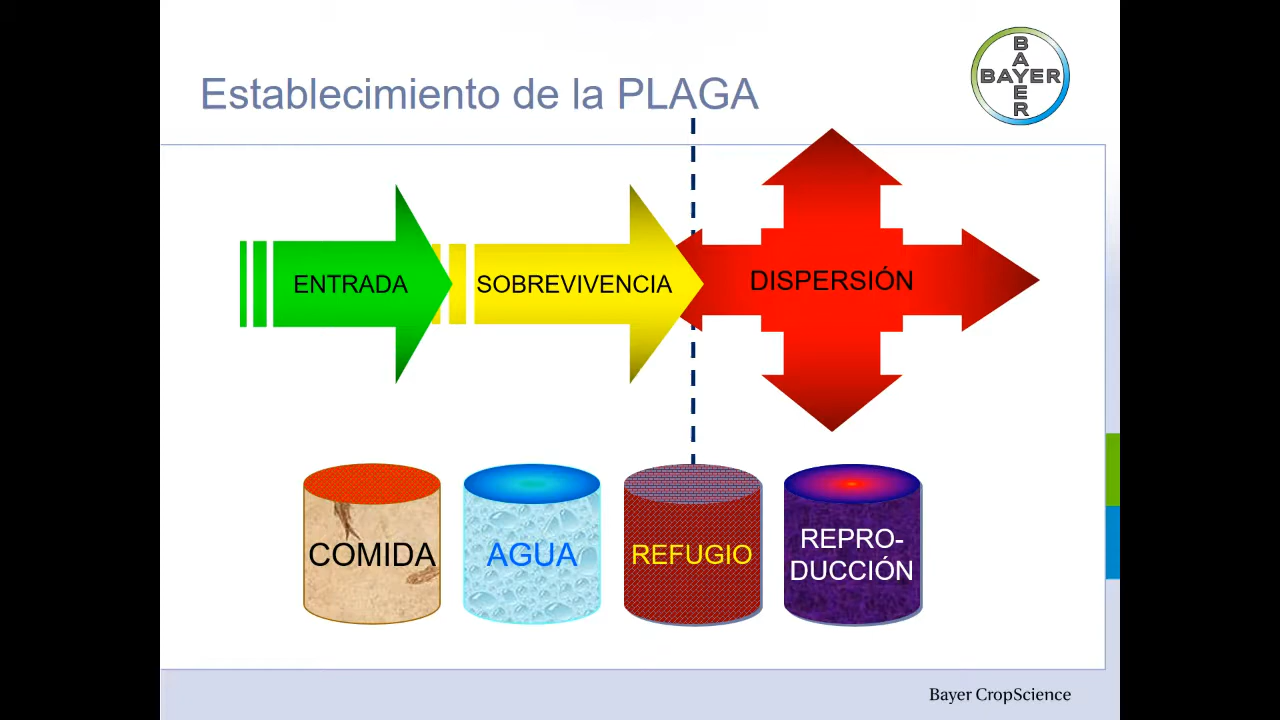 Establecimiento de la PLAGA
BAYER
BAYER
ENTRADA
SOBREVIVENCIA
DISPERSIÓN
COMIDA
AGUA
REFUGIO
REPRO-
DUCCIÓN
Bayer CropScience